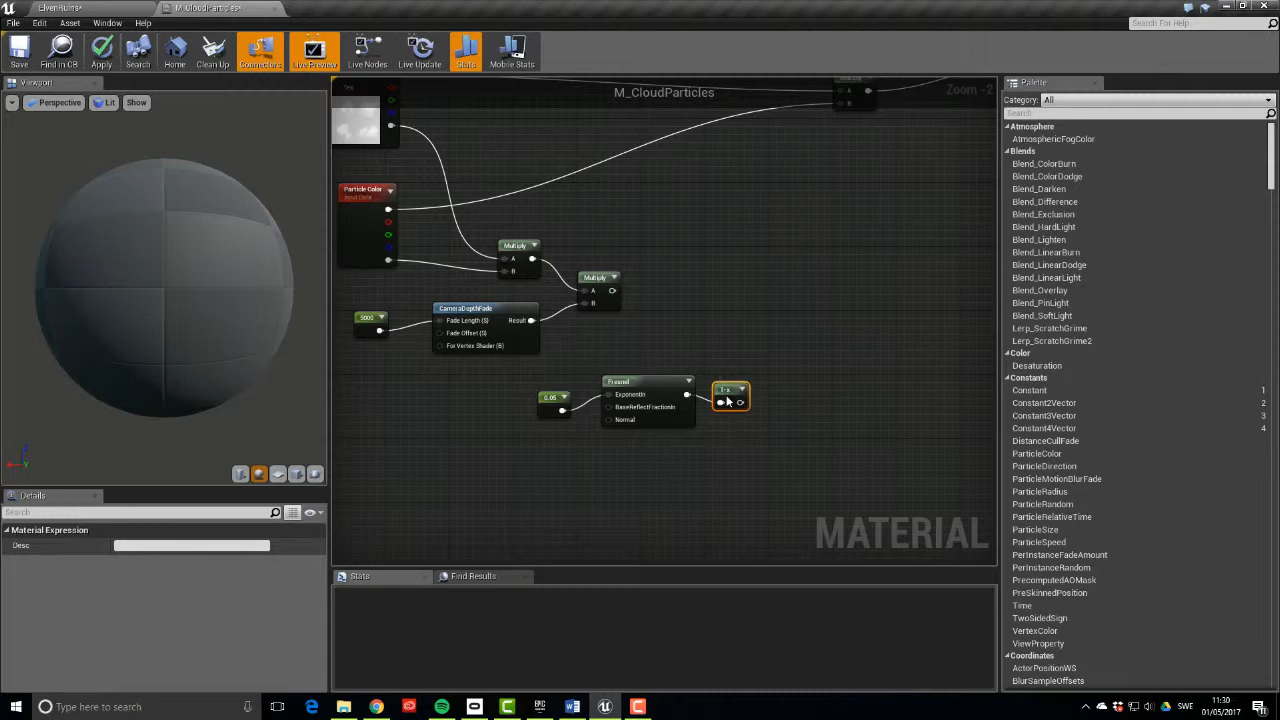 ElvenRuins*
M_CloudParticles*
File
Edit
Asset
Window
Help
Search For Help
Save
Find in CB
Apply
Search
Home
Clean Up
Connectors
Live Preview
Live Nodes
Live Update
Stats
Mobile Stats
Viewport
Perspective
Lit
Show
M_CloudParticles
Zoom -2
Tex
A
B
Particle Color
Input Data
Multiply
A
B
Multiply
A
B
5000
CameraDepthFade
Fade Length (S)
Result
Fade Offset (S)
For Vertex Shader (B)
0.05
Fresnel
ExponentIn
BaseReflectFractionIn
Normal
1-x
MATERIAL
Details
Search
Material Expression
Desc
Stats
Find Results
Palette
Category:
All
Search
Atmosphere
AtmosphericFogColor
Blends
Blend_ColorBurn
Blend_ColorDodge
Blend_Darken
Blend_Difference
Blend_Exclusion
Blend_HardLight
Blend_Lighten
Blend_LinearBurn
Blend_LinearDodge
Blend_LinearLight
Blend_Overlay
Blend_PinLight
Blend_Screen
Blend_SoftLight
Lerp_ScratchGrime
Lerp_ScratchGrime2
Color
Desaturation
Constants
Constant 1
Constant2Vector 2
Constant3Vector 3
Constant4Vector 4
DistanceCullFade
ParticleColor
ParticleDirection
ParticleMotionBlurFade
ParticleRadius
ParticleRandom
ParticleRelativeTime
ParticleSize
ParticleSpeed
PerInstanceFadeAmount
PerInstanceRandom
PrecomputedAOMask
PreSkinnedPosition
Time
TwoSidedSign
VertexColor
ViewProperty
Coordinates
ActorPositionWS
BlurSampleOffsets
Type here to search
EPIC
SWE
11:30
01/05/2017